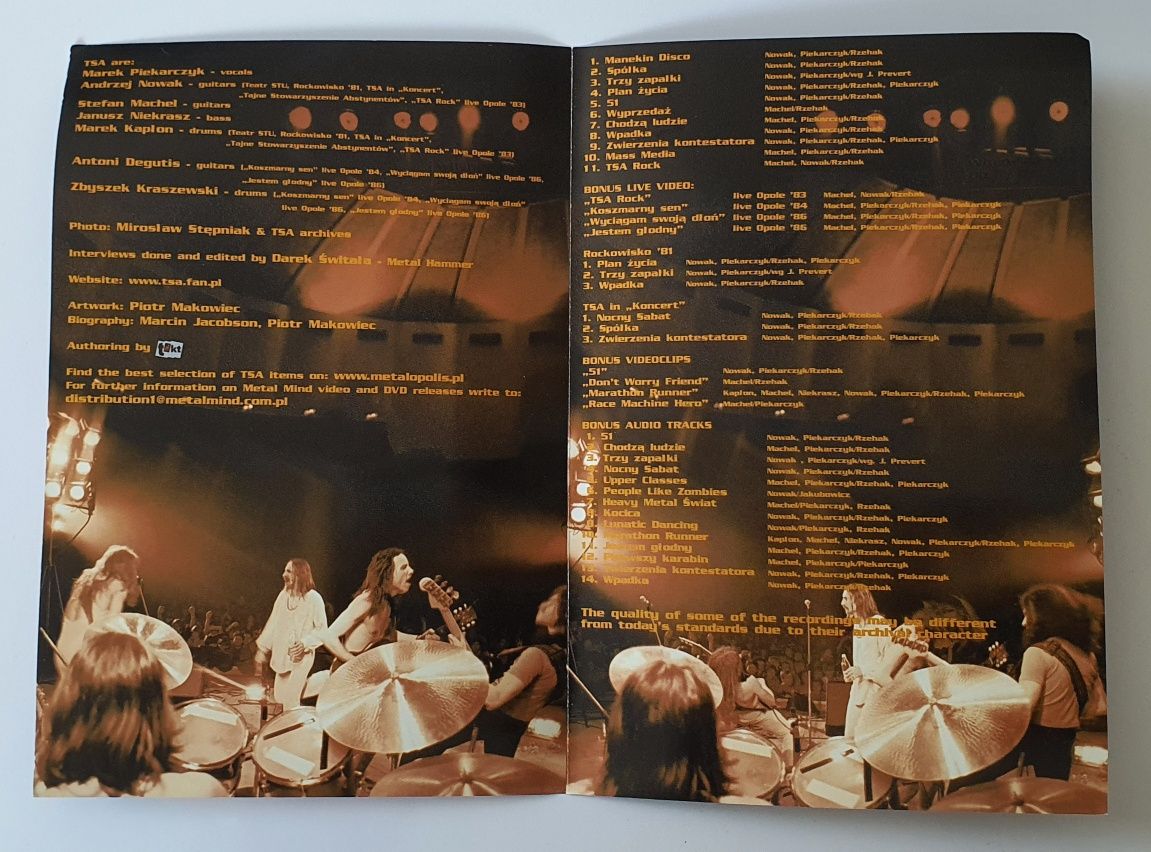 TSA are:
Marek Piekarczyk - vocals
Andrzej Nowak - guitars (Teatr STU, Rockowisko '81, TSA in „Koncert",
„Tajne Stowarzyszenie Abstynentów", „TSA Rock" live Opole '83)
Stefan Machel - guitars
Janusz Niekrasz - bass
Marek Kapłon - drums (Teatr STU, Rockowisko '81, TSA in „Koncert",
„Tajne Stowarzyszenie Abstynentów", „TSA Rock" live Opole '83)
Antoni Degutis - guitars („Koszmarny sen" live Opole '84, „Wyciągam swoją dłoń" live Opole '86,
„Jestem głodny" live Opole '86)
Zbyszek Kraszewski - drums („Koszmarny sen" live Opole '84, „Wyciągam swoją dłoń"
live Opole '86, „Jestem głodny" live Opole '86)
Photo: Mirosław Stępniak & TSA archives
Interviews done and edited by Darek Świtała - Metal Hammer
Website: www.tsa.fan.pl
Artwork: Piotr Makowiec
Biography: Marcin Jacobson, Piotr Makowiec
Authoring by takt
Find the best selection of TSA items on: www.metalopolis.pl
For further information on Metal Mind video and DVD releases write to:
distribution1@metalmind.com.pl
1. Manekin Disco Nowak, Piekarczyk/Rzehak
2. Spółka Nowak, Piekarczyk/Rzehak
3. Trzy zapałki Nowak, Piekarczyk/wg J. Prevert
4. Plan życia Nowak, Piekarczyk/Rzehak, Piekarczyk
5. 51 Nowak, Piekarczyk/Rzehak
6. Wyprzedaż Machel/Rzehak
7. Chodzą ludzie Machel, Piekarczyk/Rzehak
8. Wpadka Nowak, Piekarczyk/Rzehak
9. Zwierzenia kontestatora Nowak, Piekarczyk/Rzehak, Piekarczyk
10. Mass Media Machel, Piekarczyk/Rzehak
11. TSA Rock Machel, Nowak/Rzehak
BONUS LIVE VIDEO:
„TSA Rock" live Opole '83 Machel, Nowak/Rzehak
„Koszmarny sen" live Opole '84 Machel, Piekarczyk/Rzehak, Piekarczyk
„Wyciągam swoją dłoń" live Opole '86 Machel, Piekarczyk/Rzehak, Piekarczyk
„Jestem głodny" live Opole '86 Machel, Piekarczyk/Rzehak, Piekarczyk
Rockowisko '81
1. Plan życia Nowak, Piekarczyk/Rzehak, Piekarczyk
2. Trzy zapałki Nowak, Piekarczyk/wg J. Prevert
3. Wpadka Nowak, Piekarczyk/Rzehak
TSA in „Koncert"
1. Nocny Sabat Nowak, Piekarczyk/Rzehak
2. Spółka Nowak, Piekarczyk/Rzehak
3. Zwierzenia kontestatora Nowak, Piekarczyk/Rzehak, Piekarczyk
BONUS VIDEOCLIPS
„51" Nowak, Piekarczyk/Rzehak
„Don't Worry Friend" Machel/Rzehak
„Marathon Runner" Kapłon, Machel, Niekrasz, Nowak, Piekarczyk/Rzehak, Piekarczyk
„Race Machine Hero" Machel/Piekarczyk
BONUS AUDIO TRACKS
1. 51 Nowak, Piekarczyk/Rzehak
2. Chodzą ludzie Machel, Piekarczyk/Rzehak
3. Trzy zapałki Nowak , Piekarczyk/wg. J. Prevert
4. Nocny Sabat Nowak, Piekarczyk/Rzehak
5. Upper Classes Machel, Piekarczyk/Rzehak, Piekarczyk
6. People Like Zombies Nowak/Jakubowicz
7. Heavy Metal Świat Machel/Piekarczyk, Rzehak
8. Kocica Nowak, Piekarczyk/Rzehak, Piekarczyk
9. Lunatic Dancing Nowak/Piekarczyk, Rzehak
10. Marathon Runner Kapłon, Machel, Niekrasz, Nowak, Piekarczyk/Rzehak, Piekarczyk
11. Jestem głodny Machel, Piekarczyk/Rzehak, Piekarczyk
12. Pierwszy karabin Machel, Piekarczyk/Piekarczyk
13. Zwierzenia kontestatora Nowak, Piekarczyk/Rzehak, Piekarczyk
14. Wpadka Nowak, Piekarczyk/Rzehak
The quality of some of the recordings may be different
from today's standards due to their archival character